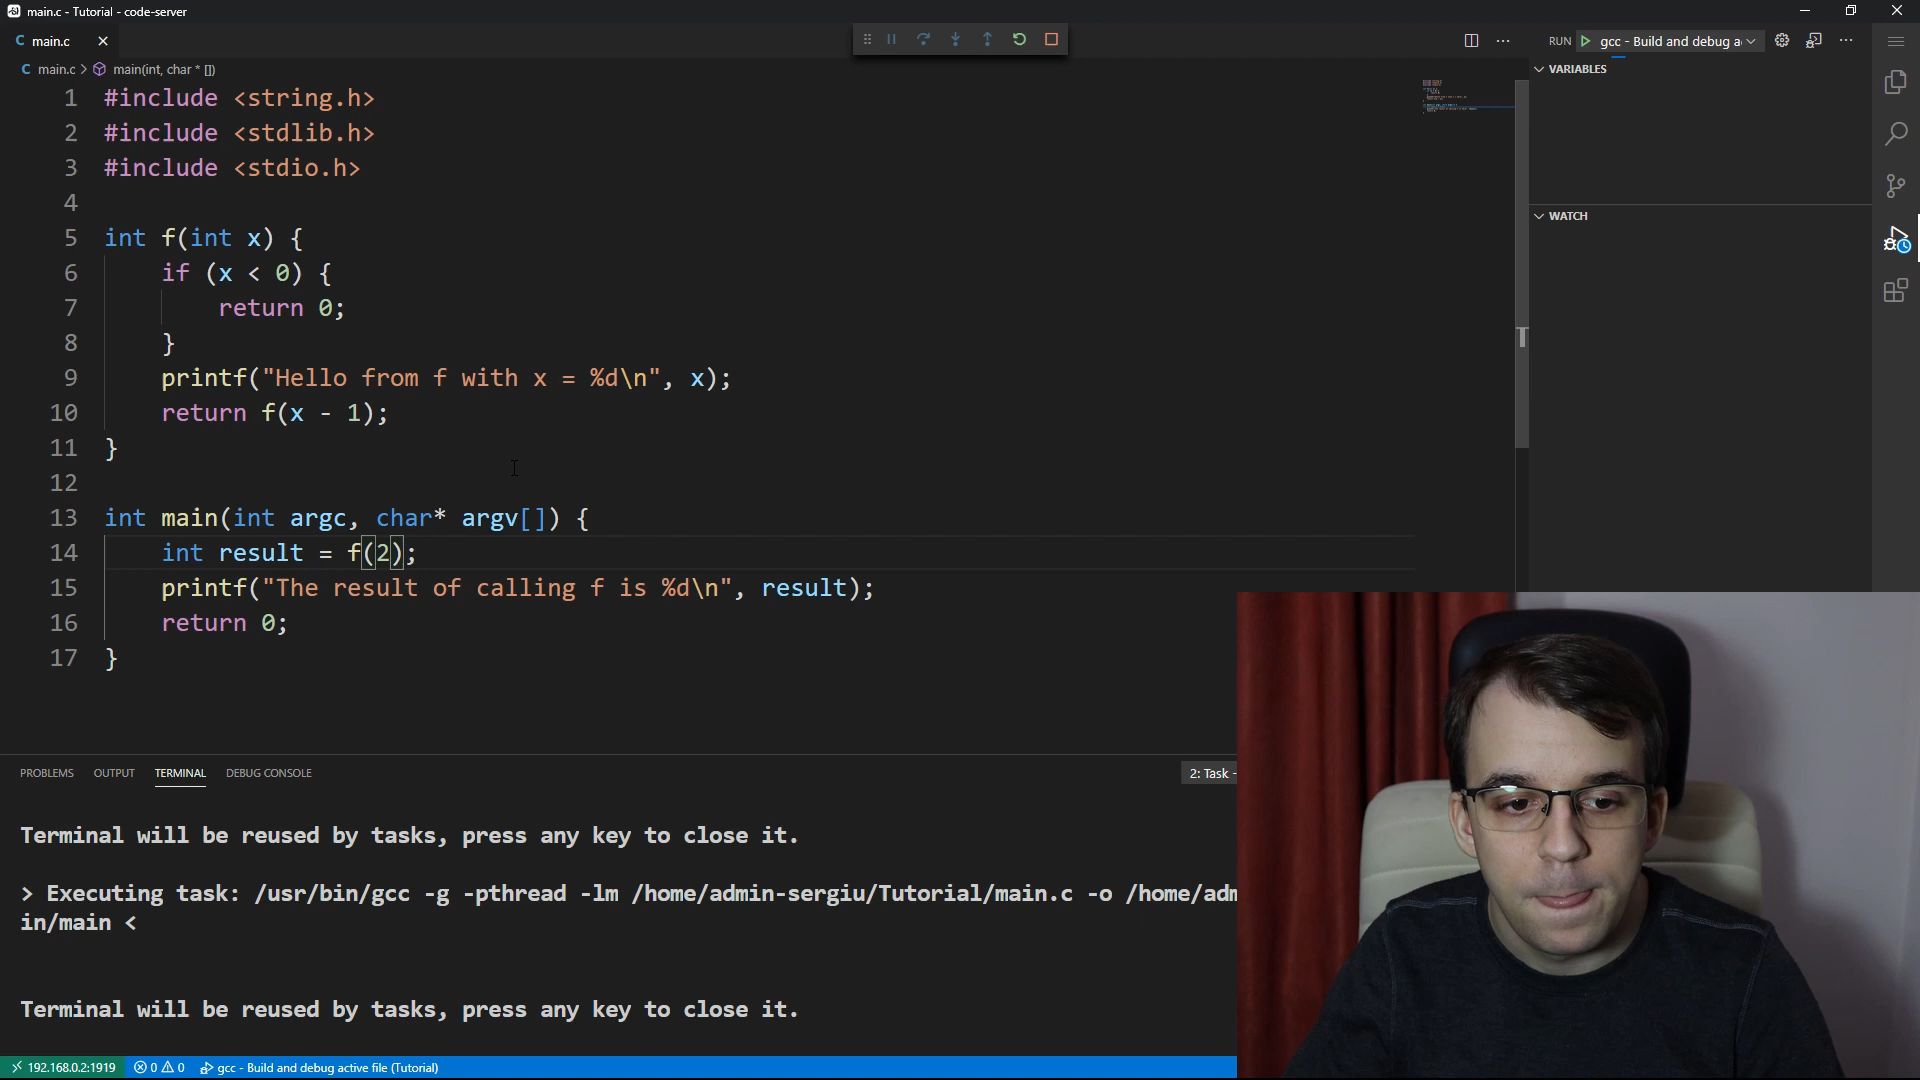 main.c - Tutorial - code-server
C main.c
RUN gcc - Build and debug a
C main.c > main(int, char * [])
VARIABLES
WATCH
1 #include <string.h>
2 #include <stdlib.h>
3 #include <stdio.h>
4
5 int f(int x) {
6 if (x < 0) {
7 return 0;
8 }
9 printf("Hello from f with x = %d\n", x);
10 return f(x - 1);
11 }
12
13 int main(int argc, char* argv[]) {
14 int result = f(2);
15 printf("The result of calling f is %d\n", result);
16 return 0;
17 }
PROBLEMS OUTPUT TERMINAL DEBUG CONSOLE 2: Task -
Terminal will be reused by tasks, press any key to close it.
> Executing task: /usr/bin/gcc -g -pthread -lm /home/admin-sergiu/Tutorial/main.c -o /home/adm
in/main <
Terminal will be reused by tasks, press any key to close it.
192.168.0.2:1919 0 0 gcc - Build and debug active file (Tutorial)